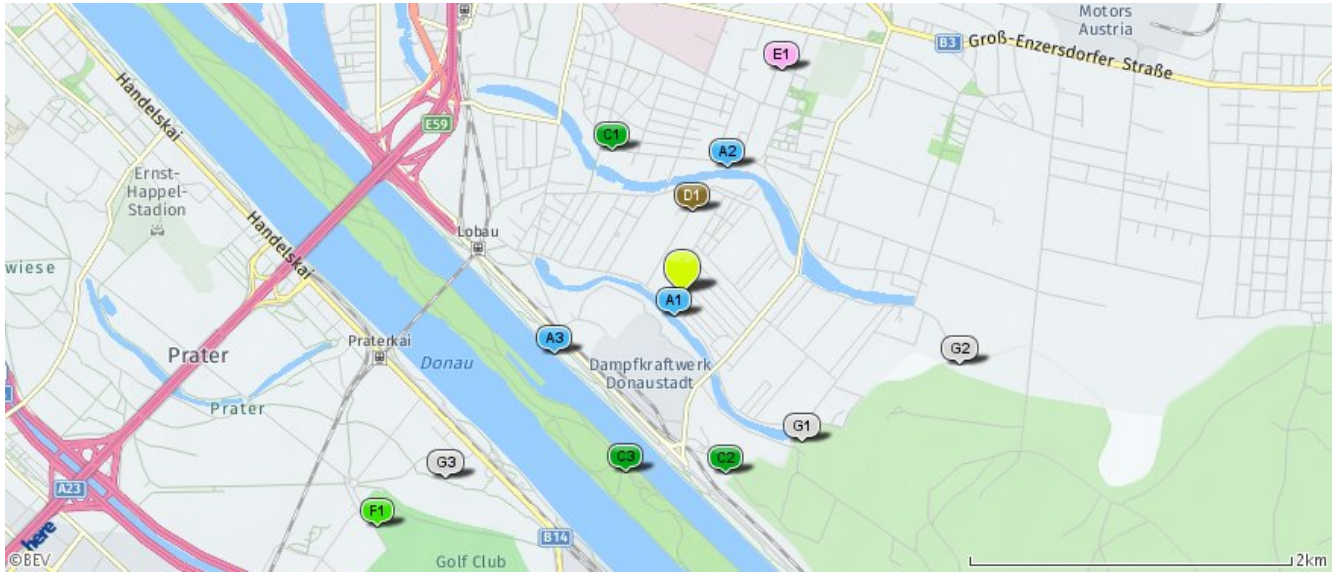 Motors
Austria
B3
Groß-Enzersdorfer Straße
E1
Handelskai
E59
C1
A2
Ernst-
Happel-
Stadion
D1
Handelskai
Lobau
wiese
A1
A3
Praterkai
G2
Prater
Donau
Dampfkraftwerk
Donaustadt
Prater
G1
G3
C3
C2
A23
F1
here
B14
©BEV
Golf Club
2km